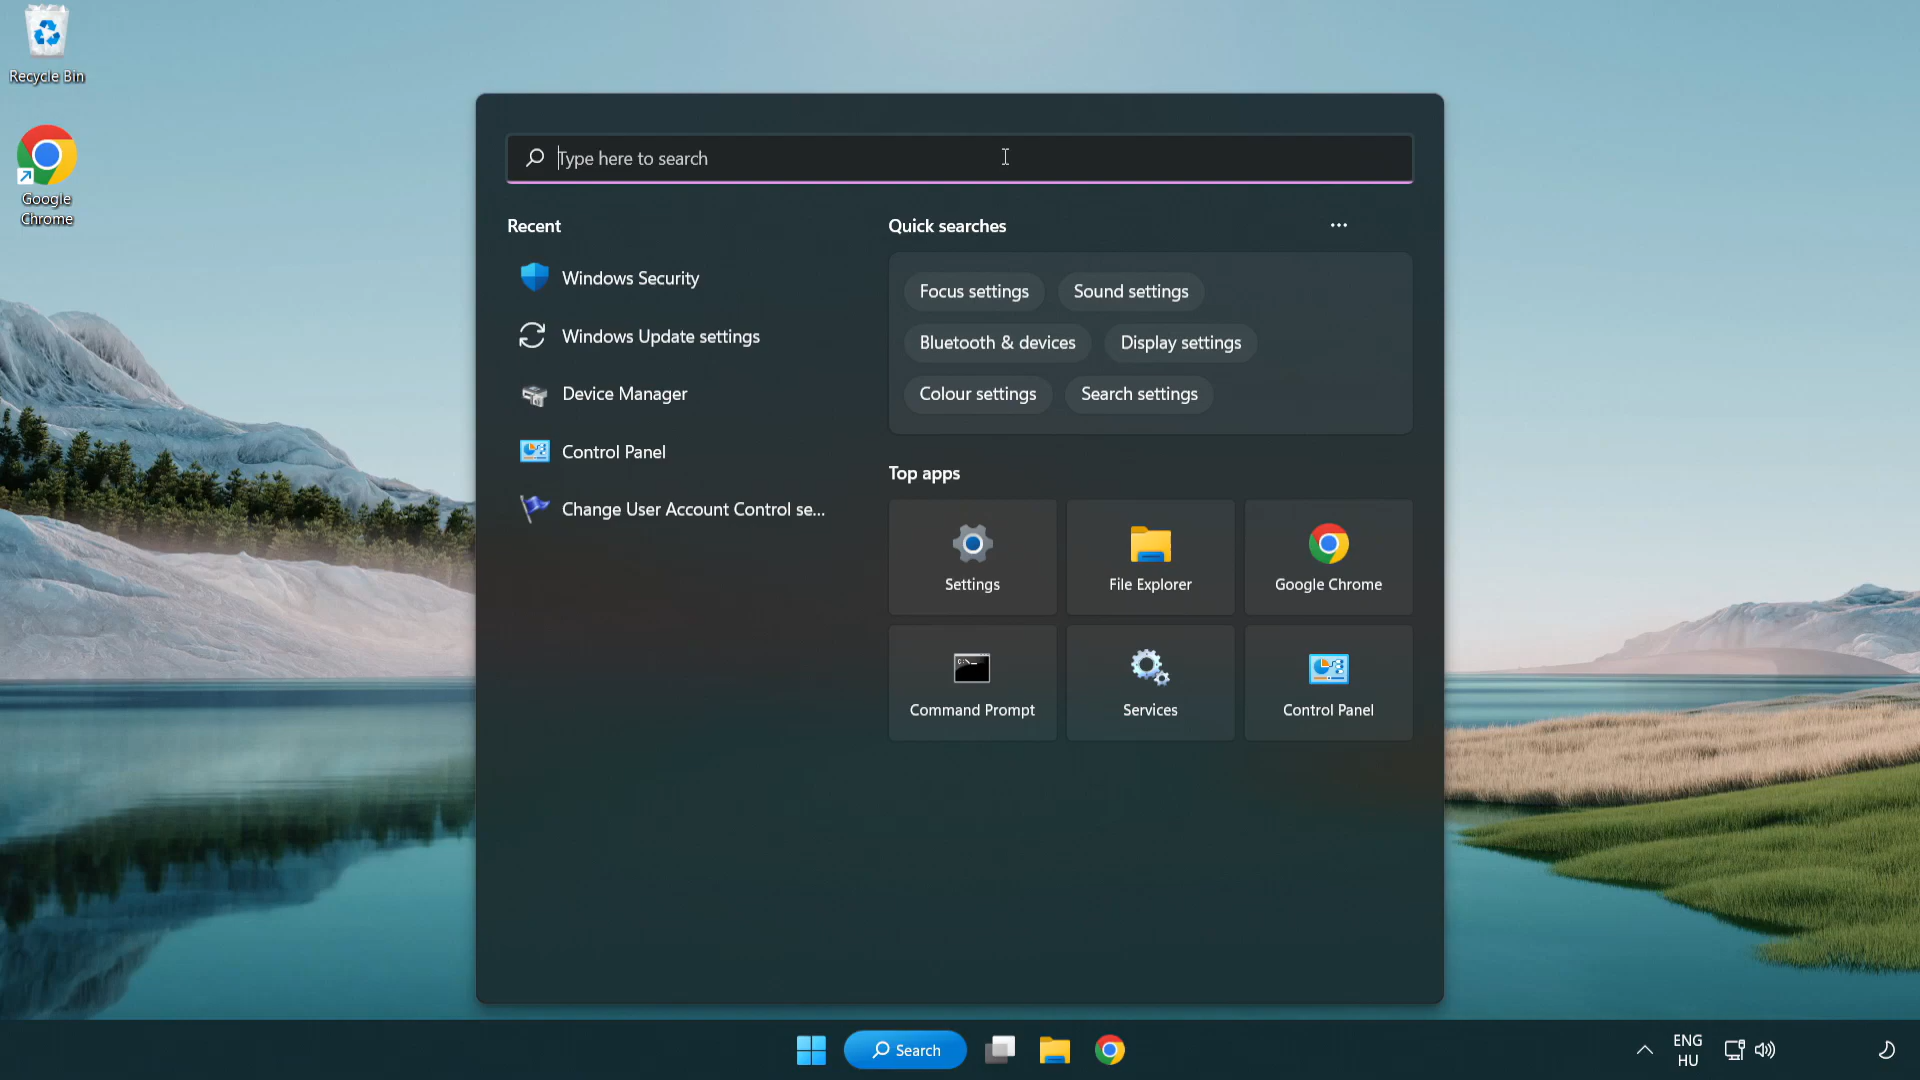 Recycle Bin
Google
Chrome
Type here to search
Recent
Windows Security
Windows Update settings
Device Manager
Control Panel
Change User Account Control se...
Quick searches
Focus settings
Sound settings
Bluetooth & devices
Display settings
Colour settings
Search settings
Top apps
Settings
File Explorer
Google Chrome
Command Prompt
Services
Control Panel
Search
ENG
HU